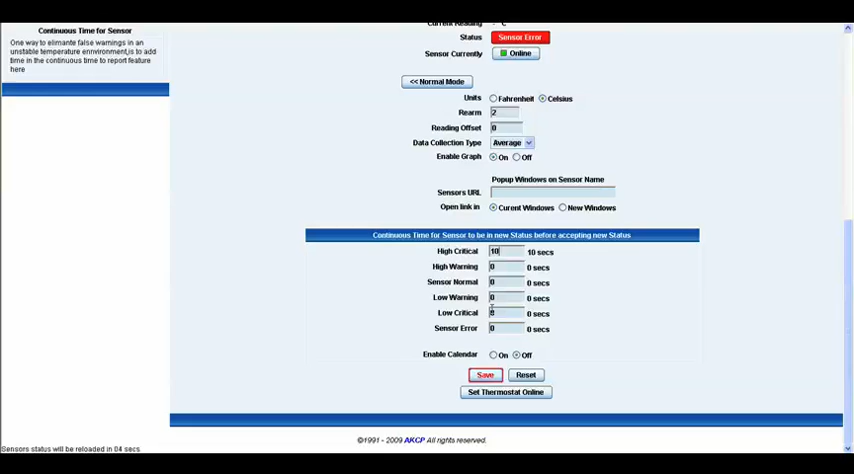 Continuous Time for Sensor
One way to elimante false warnings in an
unstable temperature ennvironment,is to add
time in the continuous time to report feature
here
Current Reading - C
Status Sensor Error
Sensor Currently Online
<< Normal Mode
Units Fahrenheit Celsius
Rearm 2
Reading Offset 0
Data Collection Type Average
Enable Graph On Off
Popup Windows on Sensor Name
Sensors URL
Open link in Curent Windows New Windows
Continuous Time for Sensor to be in new Status before accepting new Status
High Critical 10 10 secs
High Warning 0 0 secs
Sensor Normal 0 0 secs
Low Warning 0 0 secs
Low Critical 0 secs
Sensor Error 0 0 secs
Enable Calendar On Off
Save Reset
Set Thermostat Online
©1991 - 2009 AKCP All rights reserved.
Sensors status will be reloaded in 04 secs.